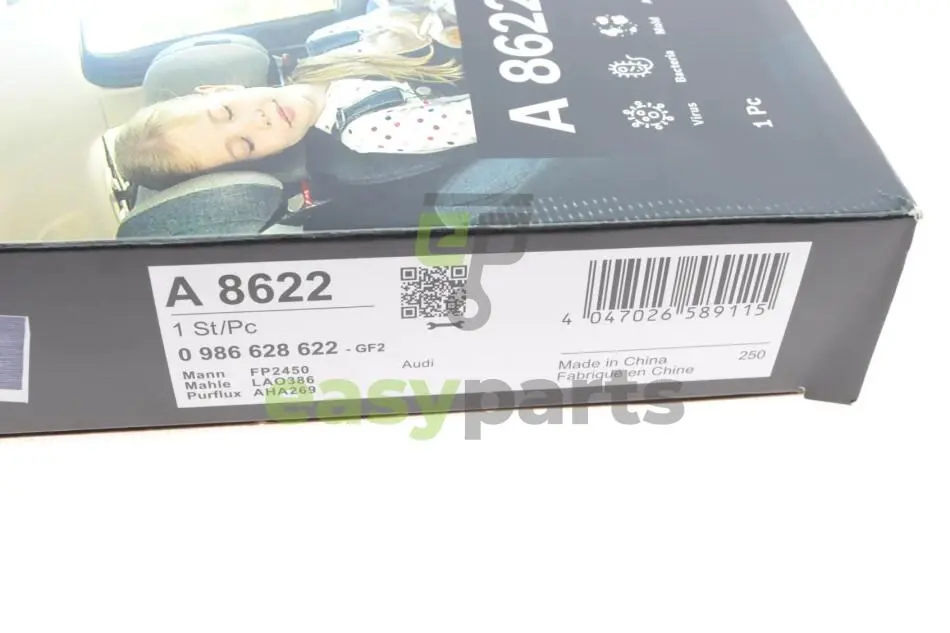 A 8622
Mold
Bacteria
Virus
1 Pc
A 8622
1 St/Pc
0 986 628 622 - GF2
Mann FP2450
Mahle LAO386
Purflux AHA269
Audi
4 047026 589115
Made in China
Fabriqué en Chine
250
easyparts